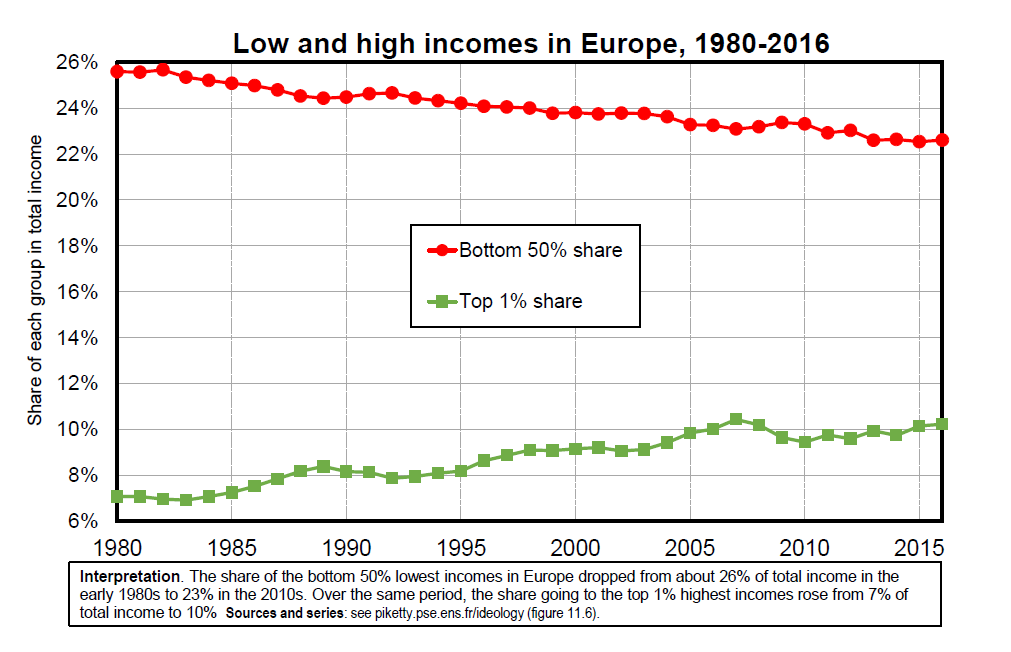 Low and high incomes in Europe, 1980-2016
26%
24%
22%
20%
18%
16%
14%
12%
10%
8%
6%
Share of each group in total income
Bottom 50% share
Top 1% share
1980 1985 1990 1995 2000 2005 2010 2015
Interpretation. The share of the bottom 50% lowest incomes in Europe dropped from about 26% of total income in the
early 1980s to 23% in the 2010s. Over the same period, the share going to the top 1% highest incomes rose from 7% of
total income to 10% Sources and series: see piketty.pse.ens.fr/ideology (figure 11.6).